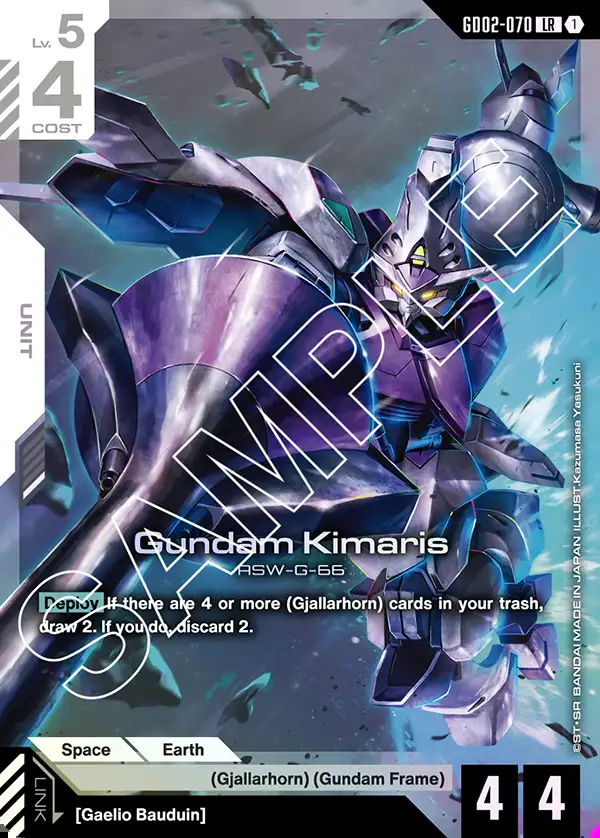 Lv. 5
4
COST
GD02-070 LR 1
UNIT
SAMPLE
Gundam Kimaris
ASW-G-66
Deploy If there are 4 or more (Gjallarhorn) cards in your trash,
draw 2. If you do, discard 2.
©ST・SR BANDAI MADE IN JAPAN ILLUST.Kazumasa Yasukuni
Space Earth
(Gjallarhorn) (Gundam Frame)
LINK
[Gaelio Bauduin]
4 4